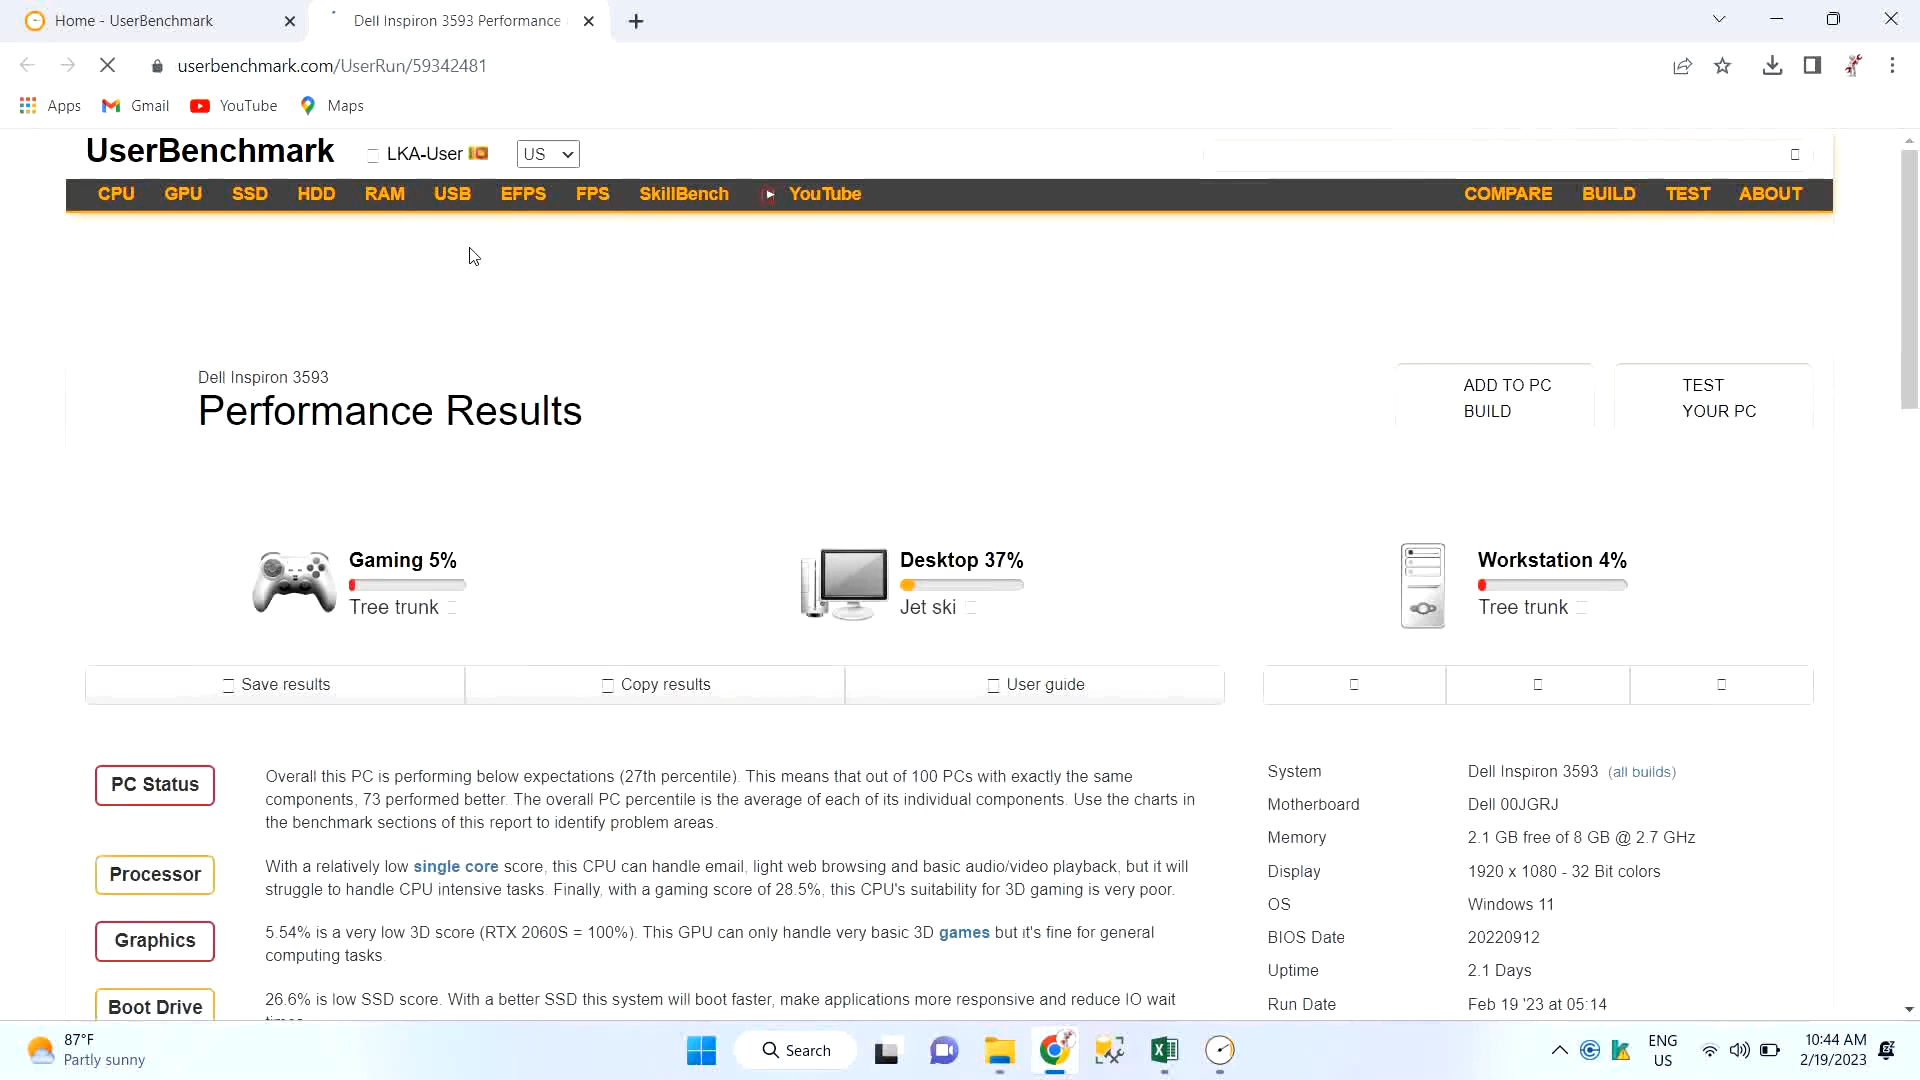 Home - UserBenchmark
Dell Inspiron 3593 Performance
userbenchmark.com/UserRun/59342481
Apps Gmail YouTube Maps
UserBenchmark LKA-User US
CPU GPU SSD HDD RAM USB EFPS FPS SkillBench YouTube COMPARE BUILD TEST ABOUT
Dell Inspiron 3593
Performance Results
ADD TO PC
BUILD
TEST
YOUR PC
Gaming 5%
Tree trunk
Desktop 37%
Jet ski
Workstation 4%
Tree trunk
Save results Copy results User guide
PC Status
Overall this PC is performing below expectations (27th percentile). This means that out of 100 PCs with exactly the same
components, 73 performed better. The overall PC percentile is the average of each of its individual components. Use the charts in
the benchmark sections of this report to identify problem areas.
Processor
With a relatively low single core score, this CPU can handle email, light web browsing and basic audio/video playback, but it will
struggle to handle CPU intensive tasks. Finally, with a gaming score of 28.5%, this CPU's suitability for 3D gaming is very poor.
Graphics
5.54% is a very low 3D score (RTX 2060S = 100%). This GPU can only handle very basic 3D games but it's fine for general
computing tasks.
Boot Drive
26.6% is low SSD score. With a better SSD this system will boot faster, make applications more responsive and reduce IO wait
System Dell Inspiron 3593 (all builds)
Motherboard Dell 00JGRJ
Memory 2.1 GB free of 8 GB @ 2.7 GHz
Display 1920 x 1080 - 32 Bit colors
OS Windows 11
BIOS Date 20220912
Uptime 2.1 Days
Run Date Feb 19 '23 at 05:14
87°F
Partly sunny
Search
ENG
US
10:44 AM
2/19/2023